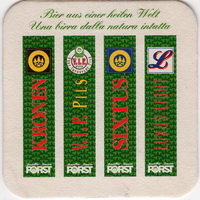 Bier aus einer heilen Welt
Una birra dalla natura intatta
V.I.P.
L
KRONEN
V.I.P. PILS
SIXTUS
FORST
FORST
FORST
FORST